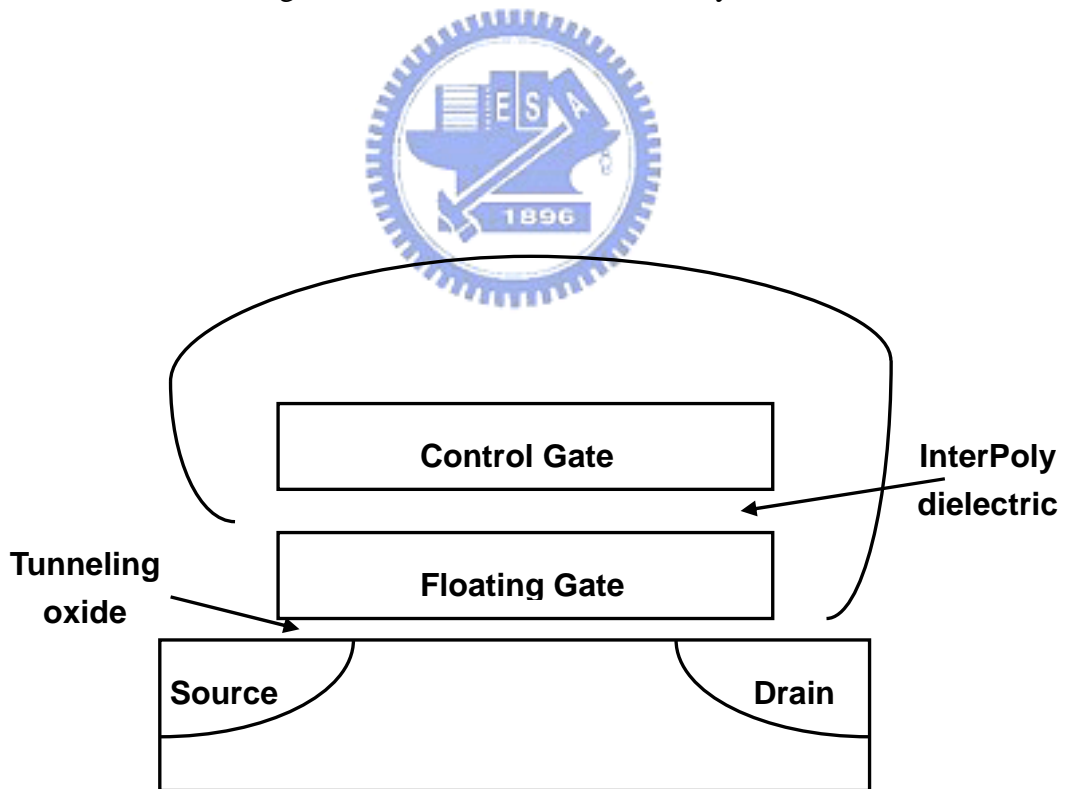 E S A
1896
Control Gate
InterPoly
dielectric
Floating Gate
Tunneling
oxide
Source
Drain